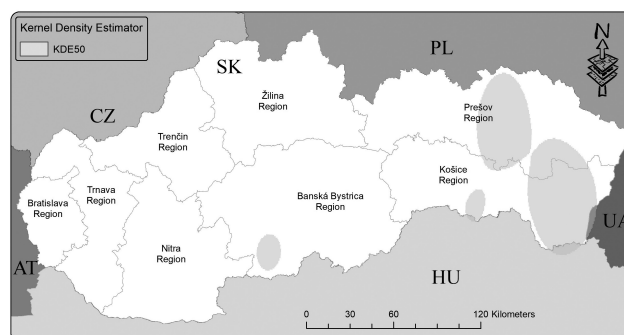 Kernel Density Estimator
KDE50
PL
N
SK
CZ
Žilina
Region
Prešov
Region
Trenčín
Region
Košice
Region
Bratislava
Region
Trnava
Region
Banská Bystrica
Region
UA
Nitra
Region
AT
HU
0 30 60 120 Kilometers